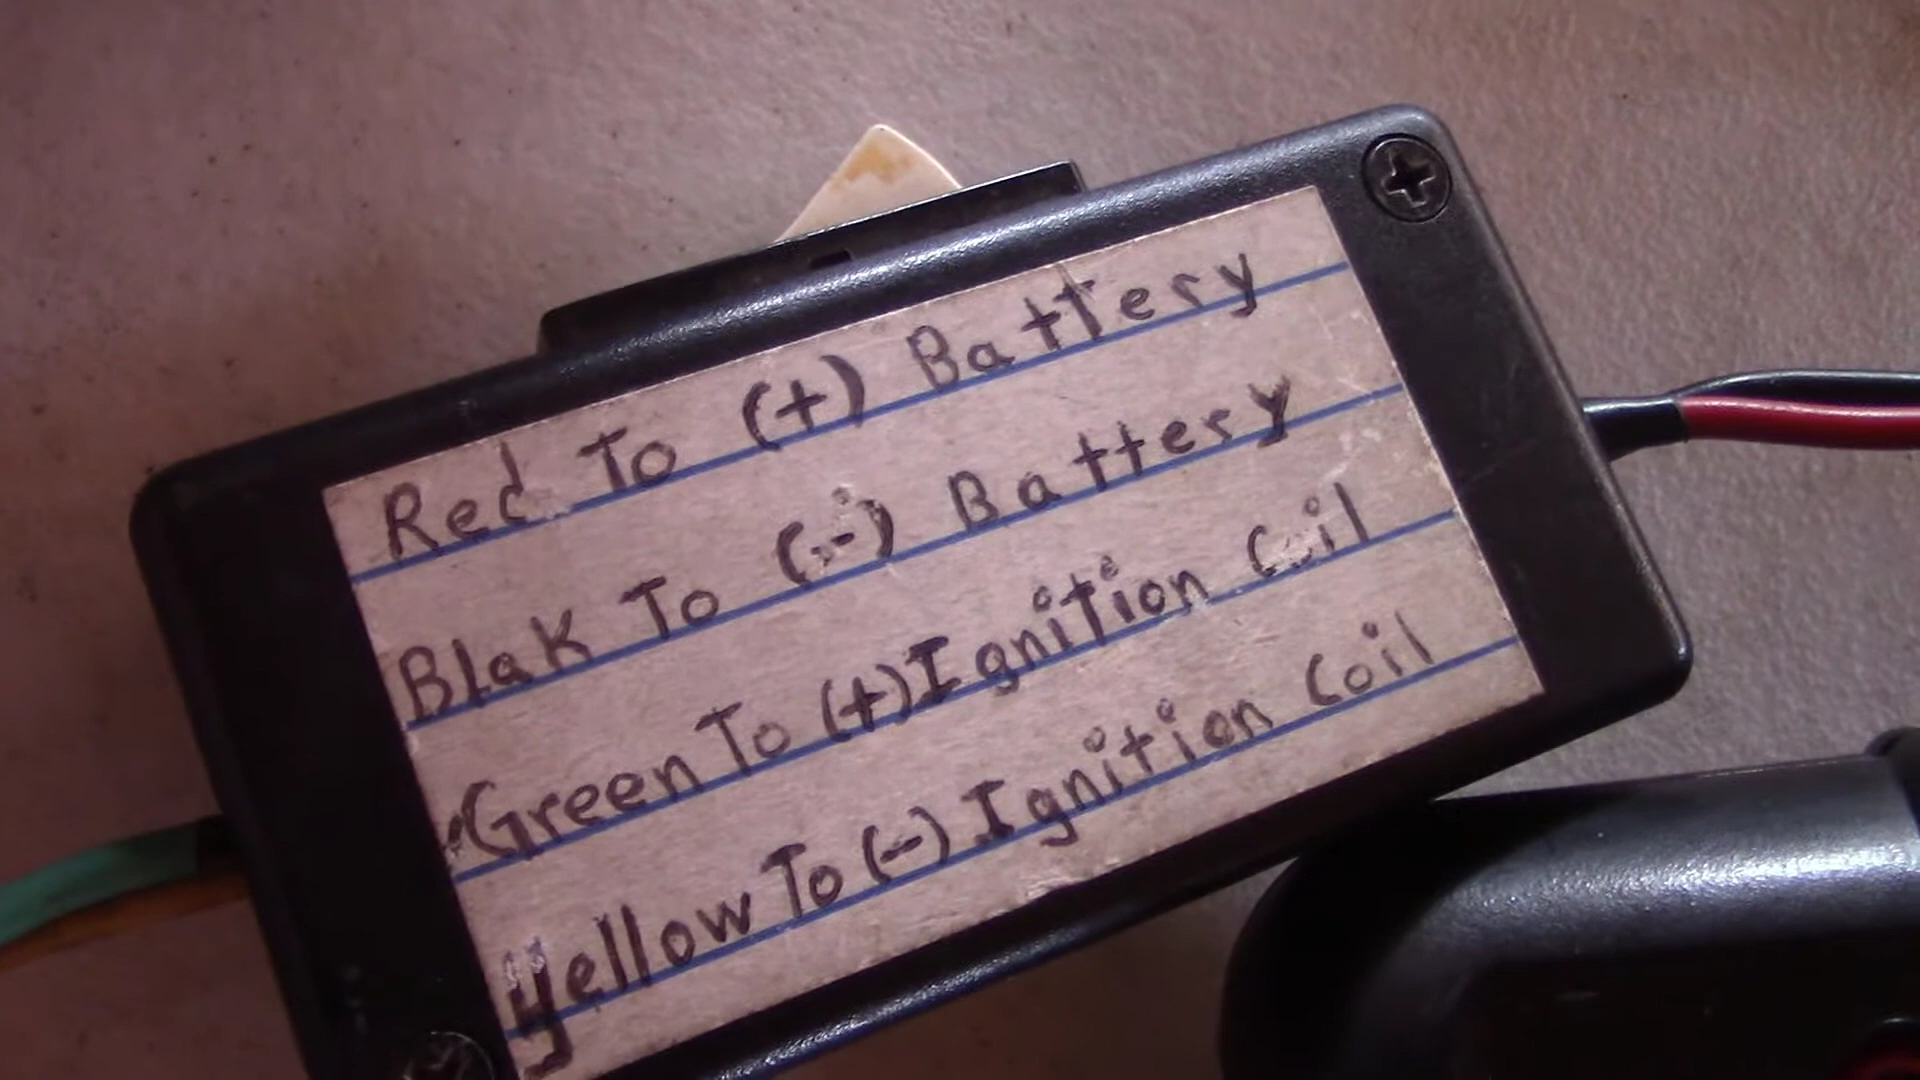 Red To (+) Battery
Blak To (-) Battery
Green To (+) Ignition Coil
Yellow To (-) Ignition Coil